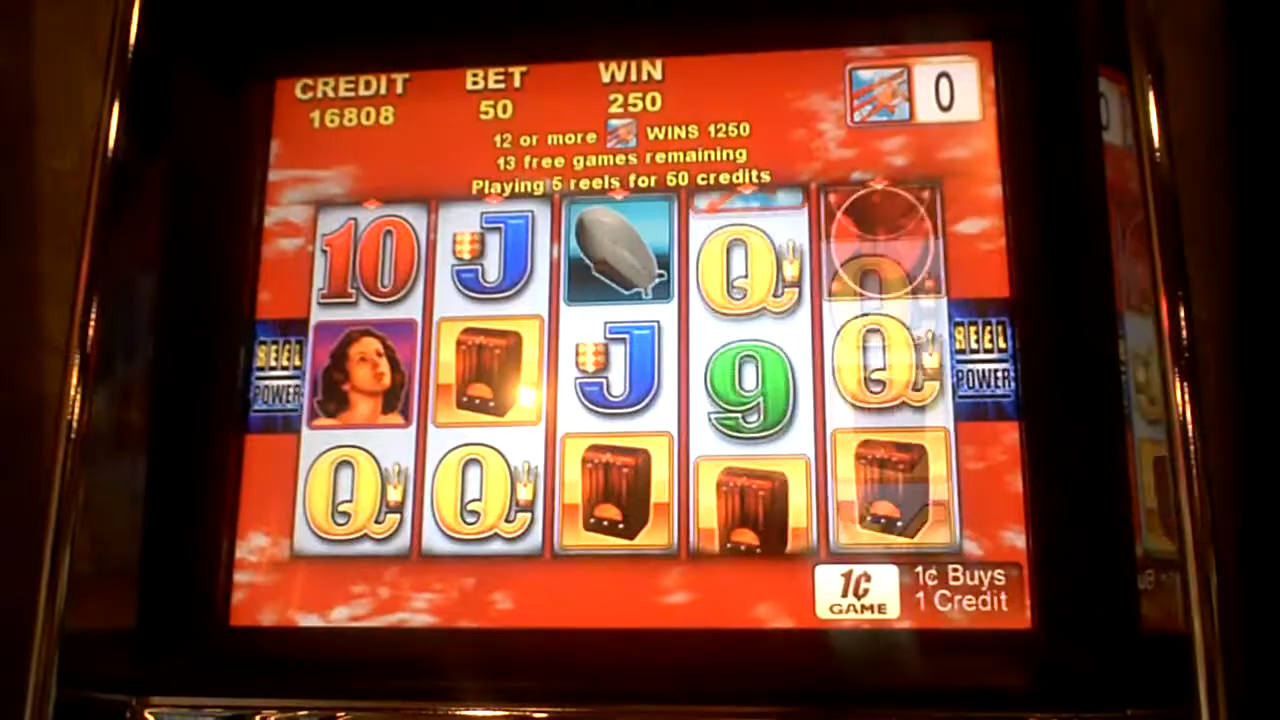 CREDIT BET WIN
16808 50 250
0
12 or more WINS 1250
13 free games remaining
Playing 5 reels for 50 credits
10 J Q
REEL POWER
J 9 Q
REEL POWER
Q Q
1¢ GAME
1¢ Buys
1 Credit